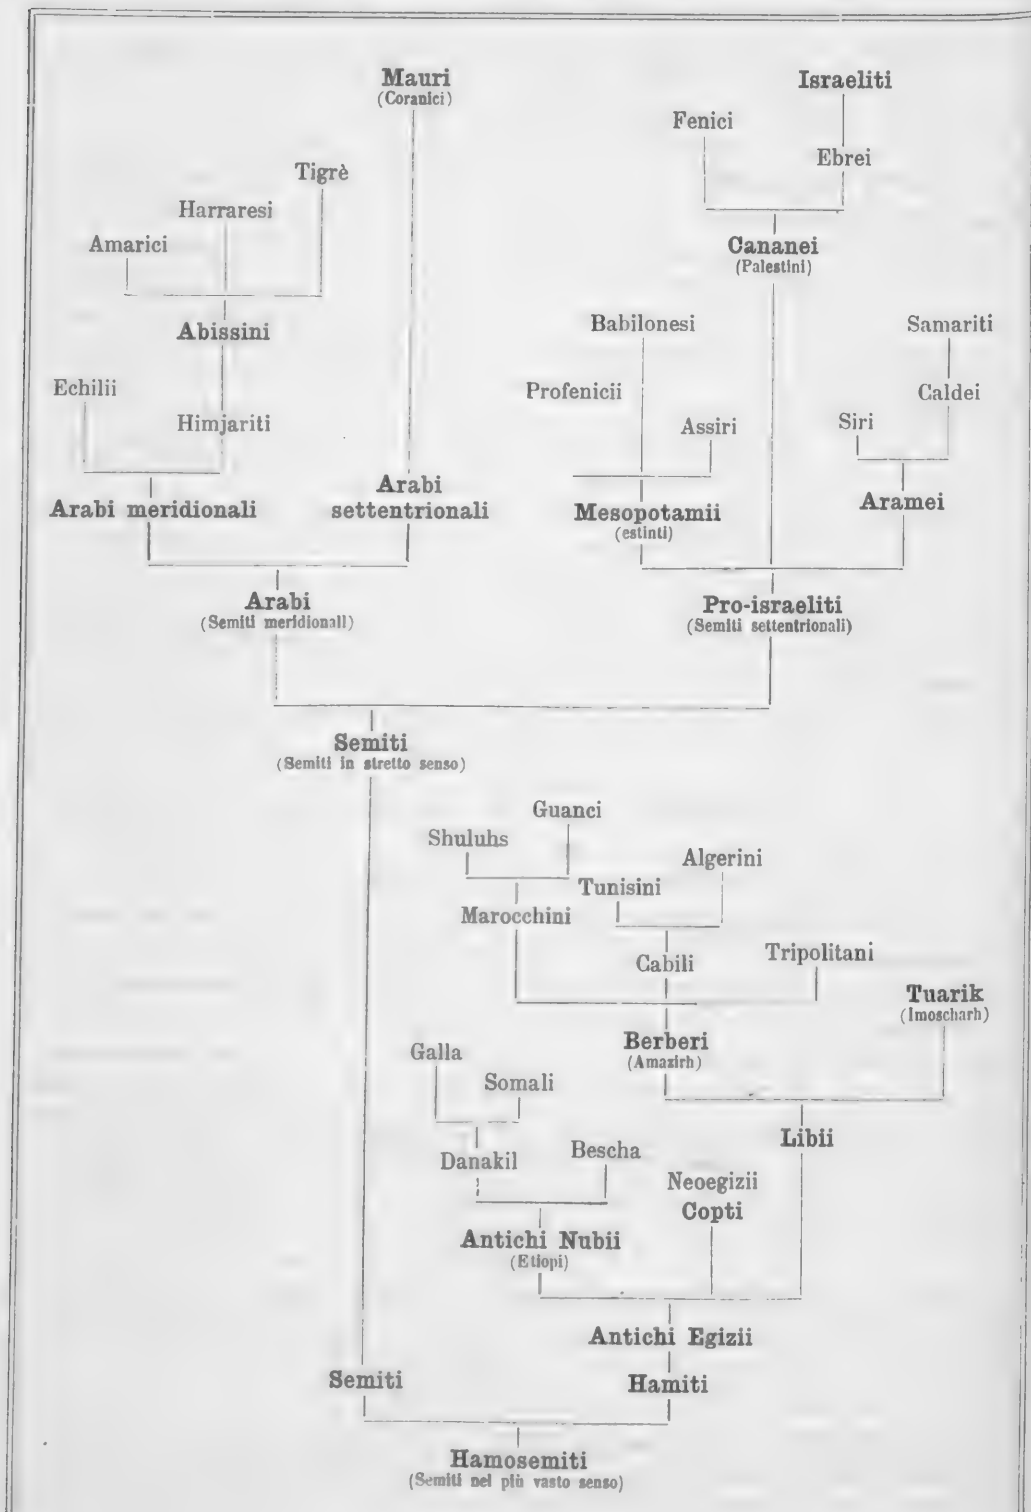 Mauri
(Coranici)
Israeliti
Fenici
Ebrei
Tigrè
Harraresi
Amarici
Cananei
(Palestini)
Abissini
Babilonesi
Samariti
Echilii
Profenicii
Caldei
Himjariti
Assiri
Siri
Arabi meridionali
Arabi
settentrionali
Mesopotamii
(estinti)
Aramei
Arabi
(Semiti meridionali)
Pro-israeliti
(Semiti settentrionali)
Semiti
(Semiti in stretto senso)
Guanci
Shuluhs
Algerini
Tunisini
Marocchini
Cabili
Tripolitani
Tuarik
(Imoscharh)
Berberi
(Amazirh)
Galla
Somali
Libii
Danakil
Bescha
Neoegizii
Copti
Antichi Nubii
(Etiopi)
Antichi Egizii
Semiti
Hamiti
Hamosemiti
(Semiti nel più vasto senso)